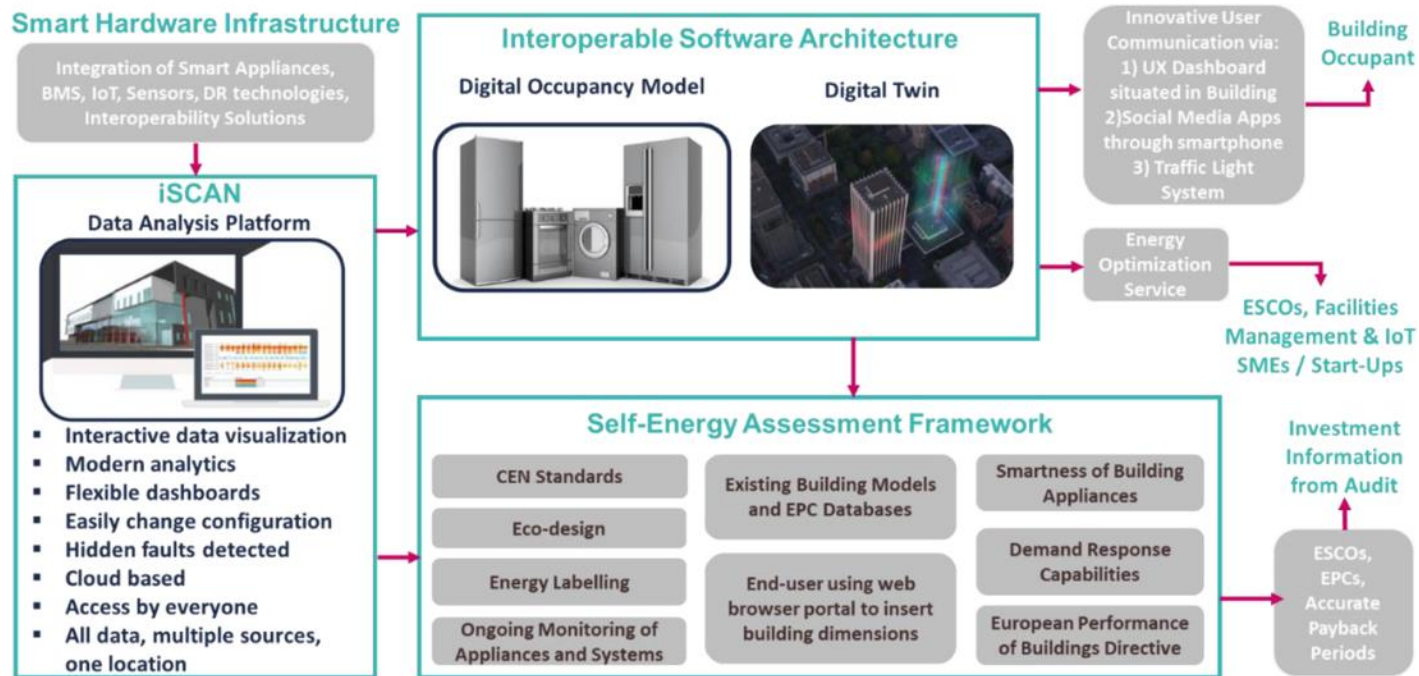 Smart Hardware Infrastructure
Integration of Smart Appliances,
BMS, IoT, Sensors, DR technologies,
Interoperability Solutions
iSCAN
Data Analysis Platform
▪ Interactive data visualization
▪ Modern analytics
▪ Flexible dashboards
▪ Easily change configuration
▪ Hidden faults detected
▪ Cloud based
▪ Access by everyone
▪ All data, multiple sources,
one location
Interoperable Software Architecture
Digital Occupancy Model
Digital Twin
Innovative User
Communication via:
1) UX Dashboard
situated in Building
2)Social Media Apps
through smartphone
3) Traffic Light
System
Building
Occupant
Energy
Optimization
Service
ESCOs, Facilities
Management & IoT
SMEs / Start-Ups
Self-Energy Assessment Framework
CEN Standards
Eco-design
Energy Labelling
Ongoing Monitoring of
Appliances and Systems
Existing Building Models
and EPC Databases
End-user using web
browser portal to insert
building dimensions
Smartness of Building
Appliances
Demand Response
Capabilities
European Performance
of Buildings Directive
Investment
Information
from Audit
ESCOs,
EPCs,
Accurate
Payback
Periods